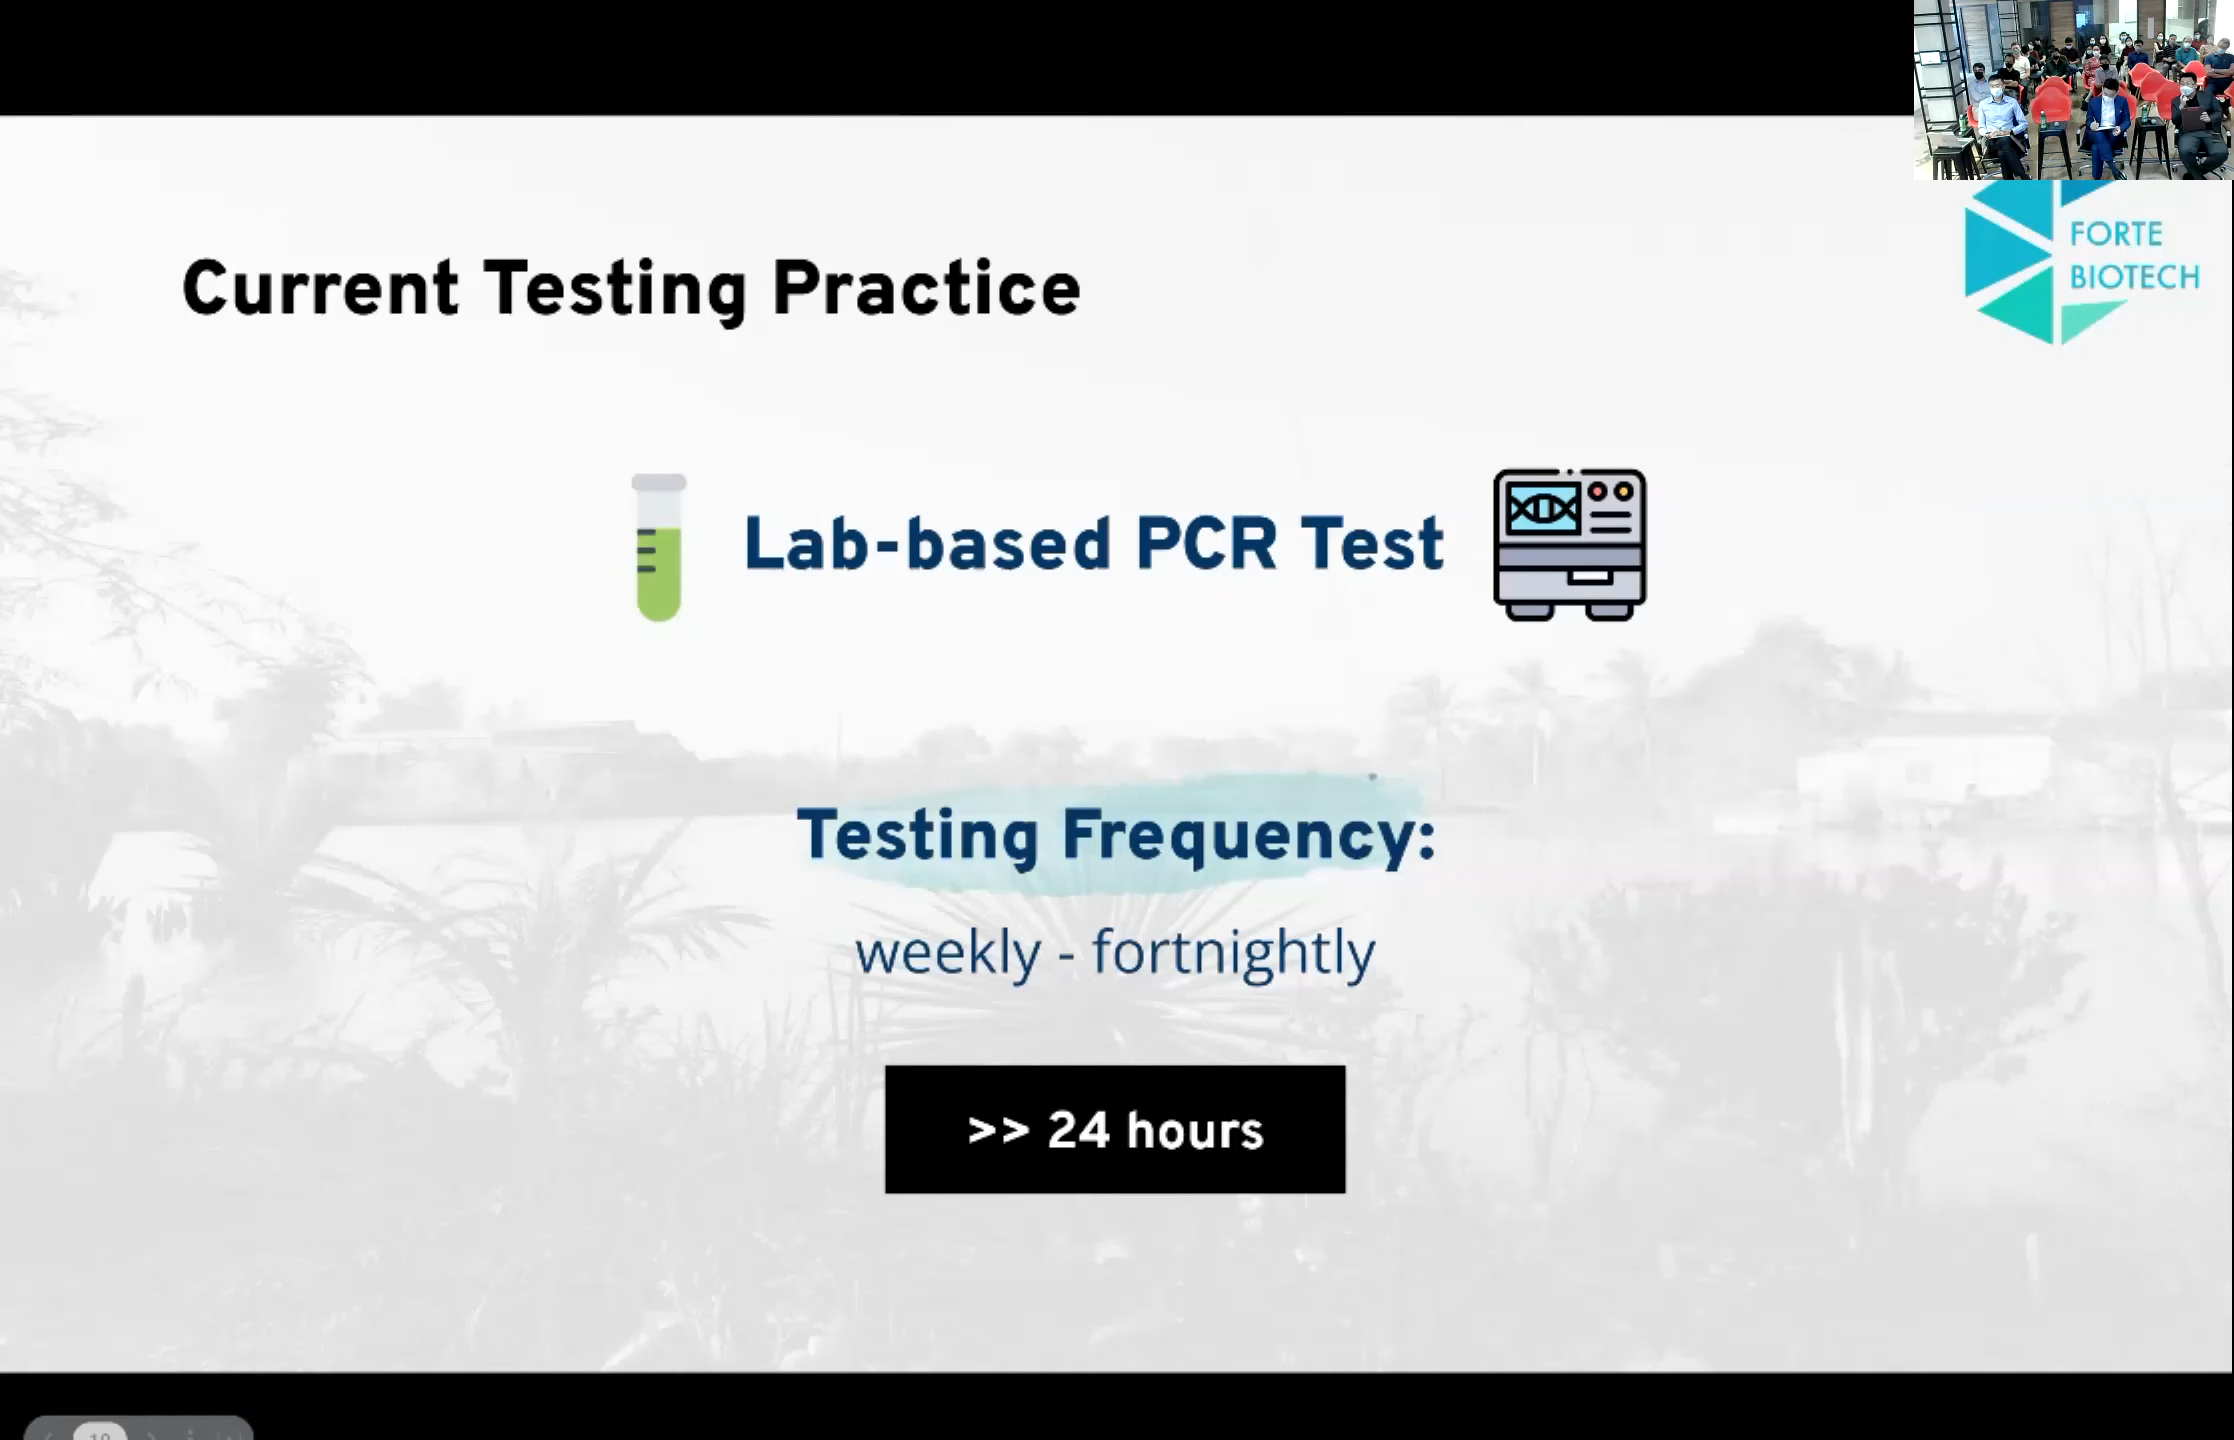 FORTE
BIOTECH
Current Testing Practice
Lab-based PCR Test
Testing Frequency:
weekly - fortnightly
>> 24 hours